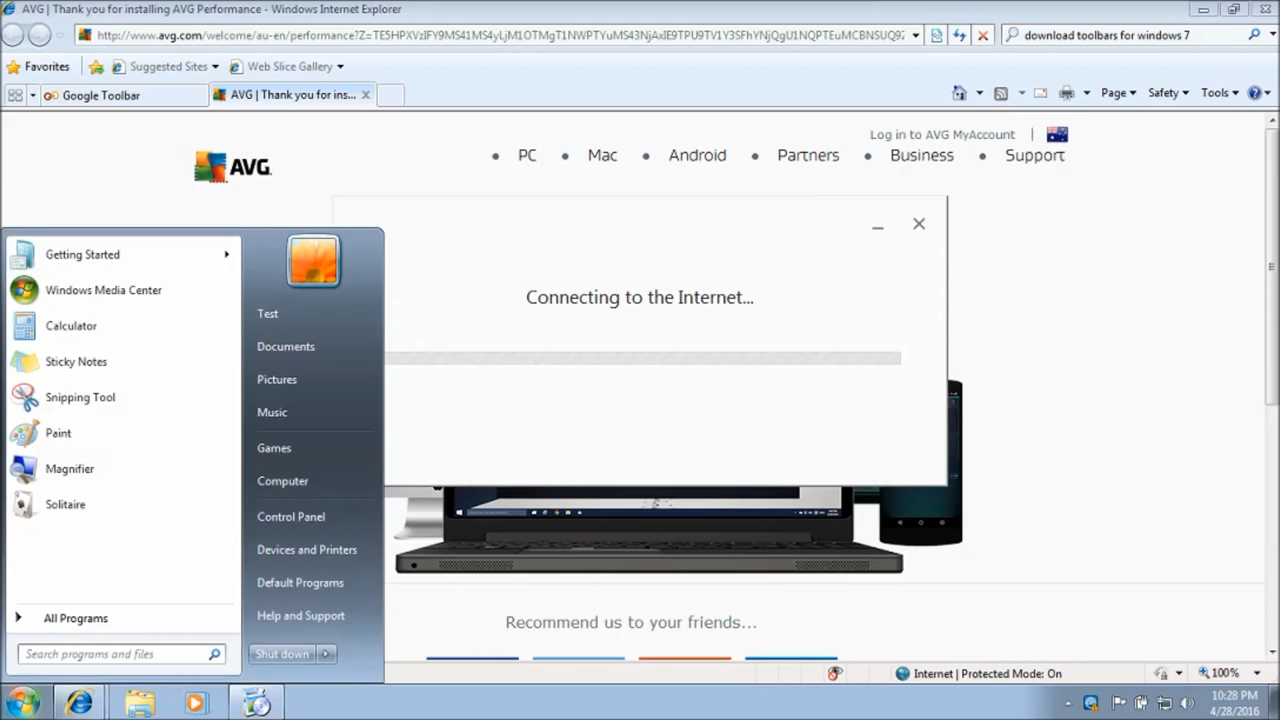 AVG | Thank you for installing AVG Performance - Windows Internet Explorer
download toolbars for windows 7
Favorites
Suggested Sites
Web Slice Gallery
Google Toolbar
AVG | Thank you for ins...
Page
Safety
Tools
Log in to AVG MyAccount
AVG
PC
Mac
Android
Partners
Business
Support
Connecting to the Internet...
Getting Started
Windows Media Center
Calculator
Sticky Notes
Snipping Tool
Paint
Magnifier
Solitaire
All Programs
Search programs and files
Test
Documents
Pictures
Music
Games
Computer
Control Panel
Devices and Printers
Default Programs
Help and Support
Shut down
Recommend us to your friends...
Internet | Protected Mode: On
100%
10:28 PM
4/28/2016